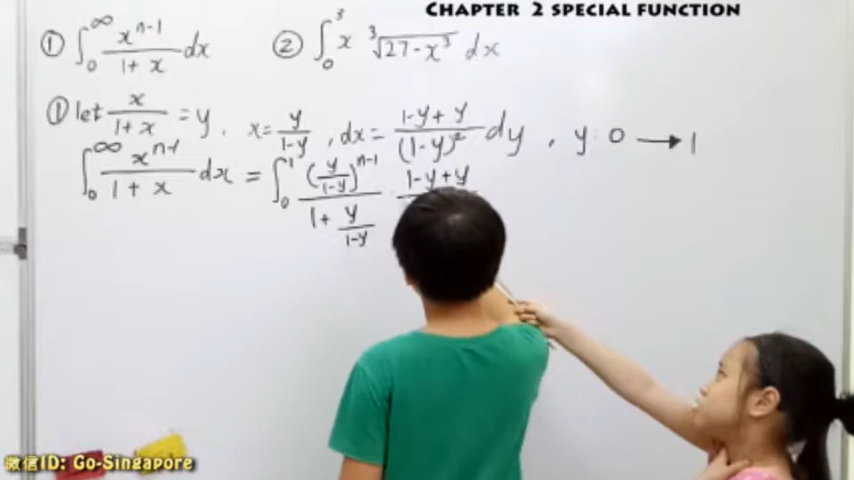 CHAPTER 2 SPECIAL FUNCTION
① ∫₀^∞ x^(n-1)/(1+x) dx ② ∫₀³ x ∛(27-x³) dx
① let x/(1+x) = y, x = y/(1-y), dx = (1-y+y)/(1-y)² dy, y: 0 → 1
∫₀^∞ x^(n-1)/(1+x) dx = ∫₀¹ (y/(1-y))^(n-1)/(1+y/(1-y)) · 1-y+y
微信ID: Go-Singapore